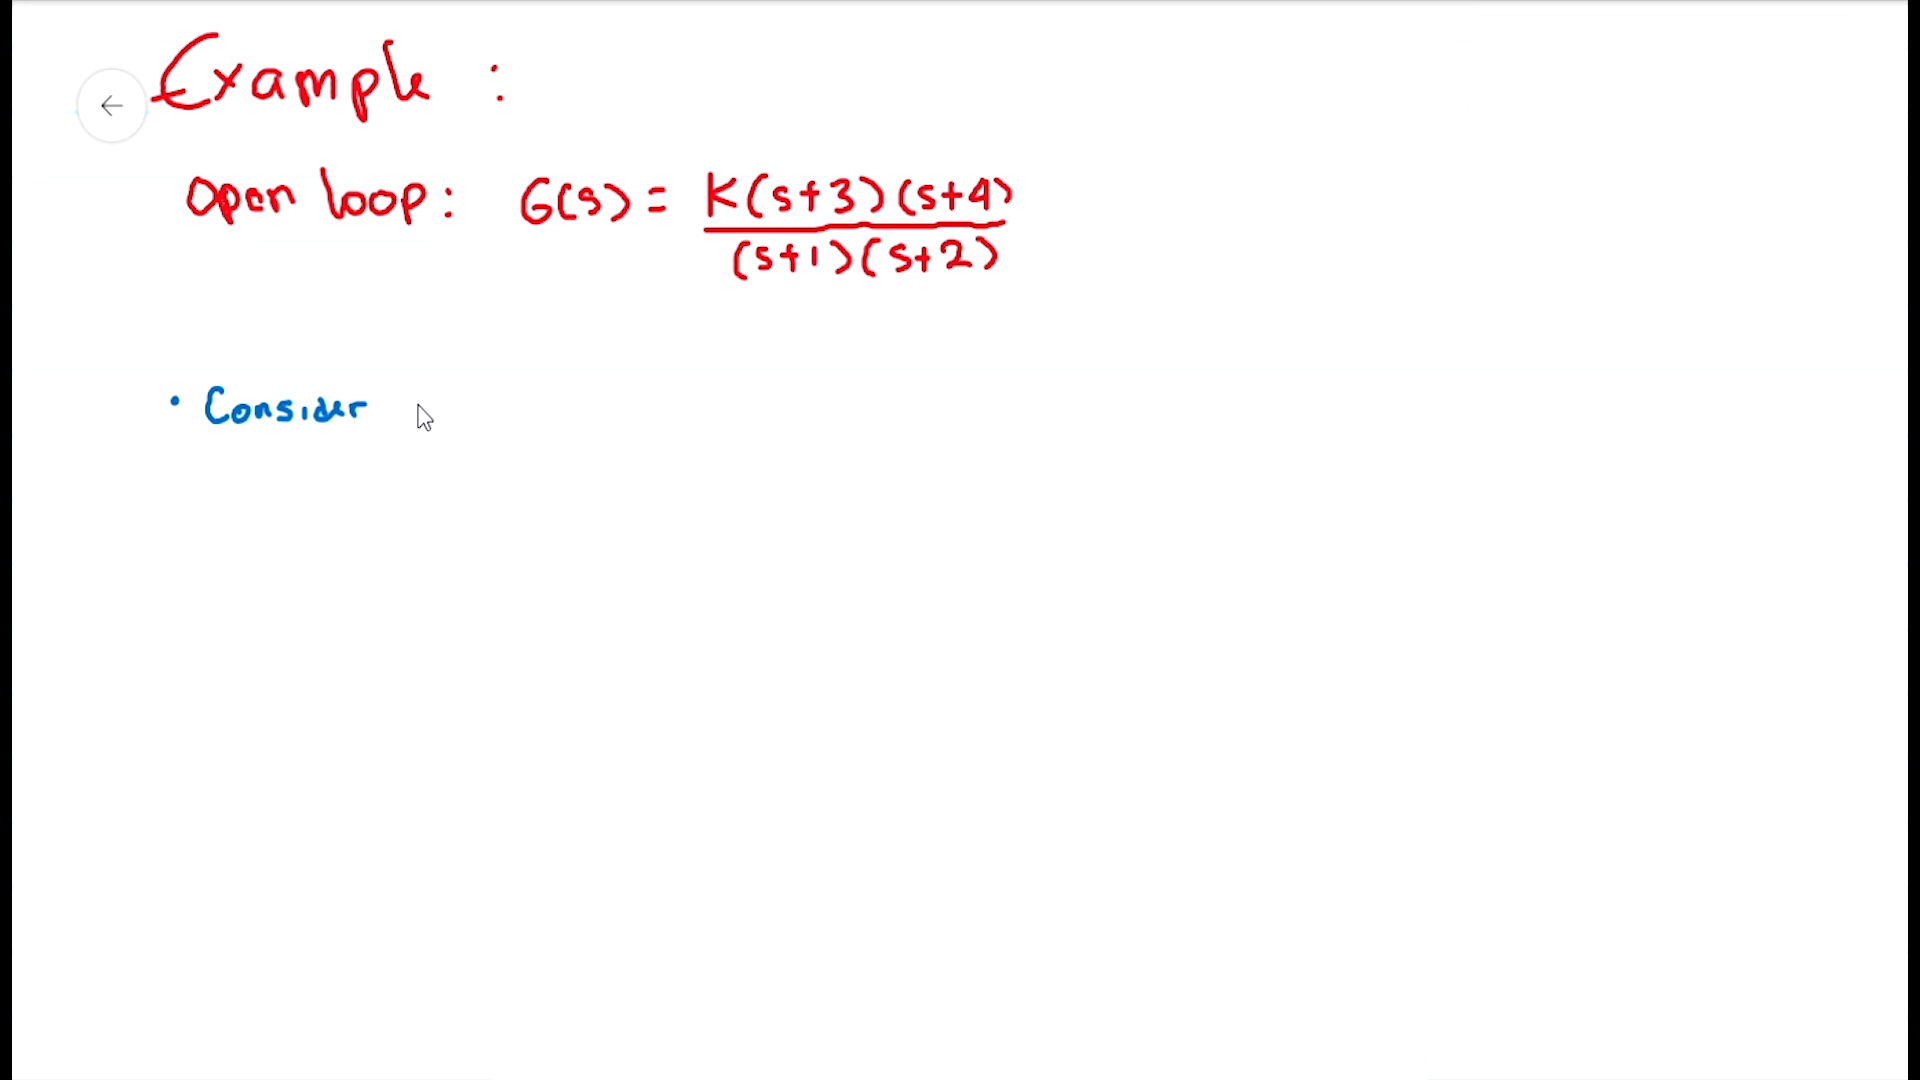 Example :
Open loop: G(s) = K(s+3)(s+4)
(s+1)(s+2)
• Consider